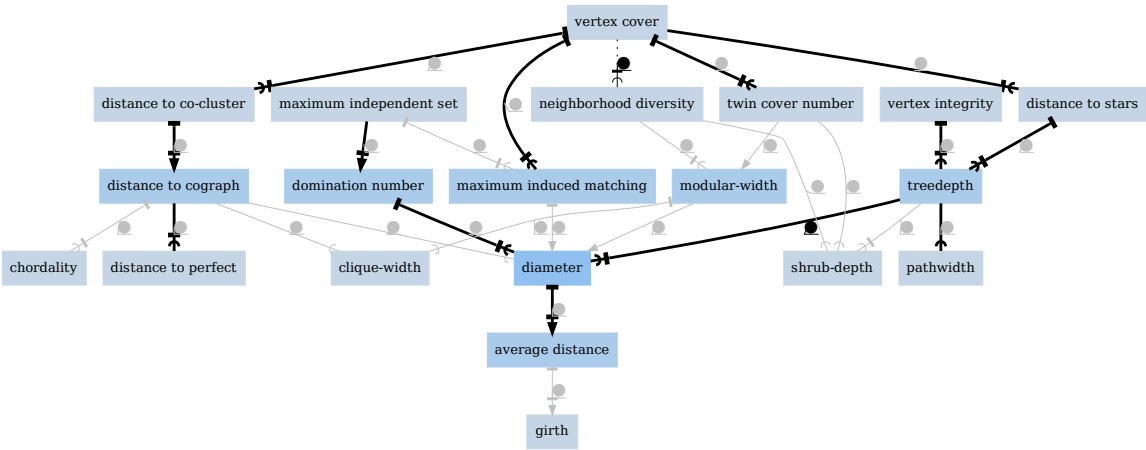 vertex cover
distance to co-cluster
maximum independent set
neighborhood diversity
twin cover number
vertex integrity
distance to stars
distance to cograph
domination number
maximum induced matching
modular-width
treedepth
chordality
distance to perfect
clique-width
diameter
shrub-depth
pathwidth
average distance
girth